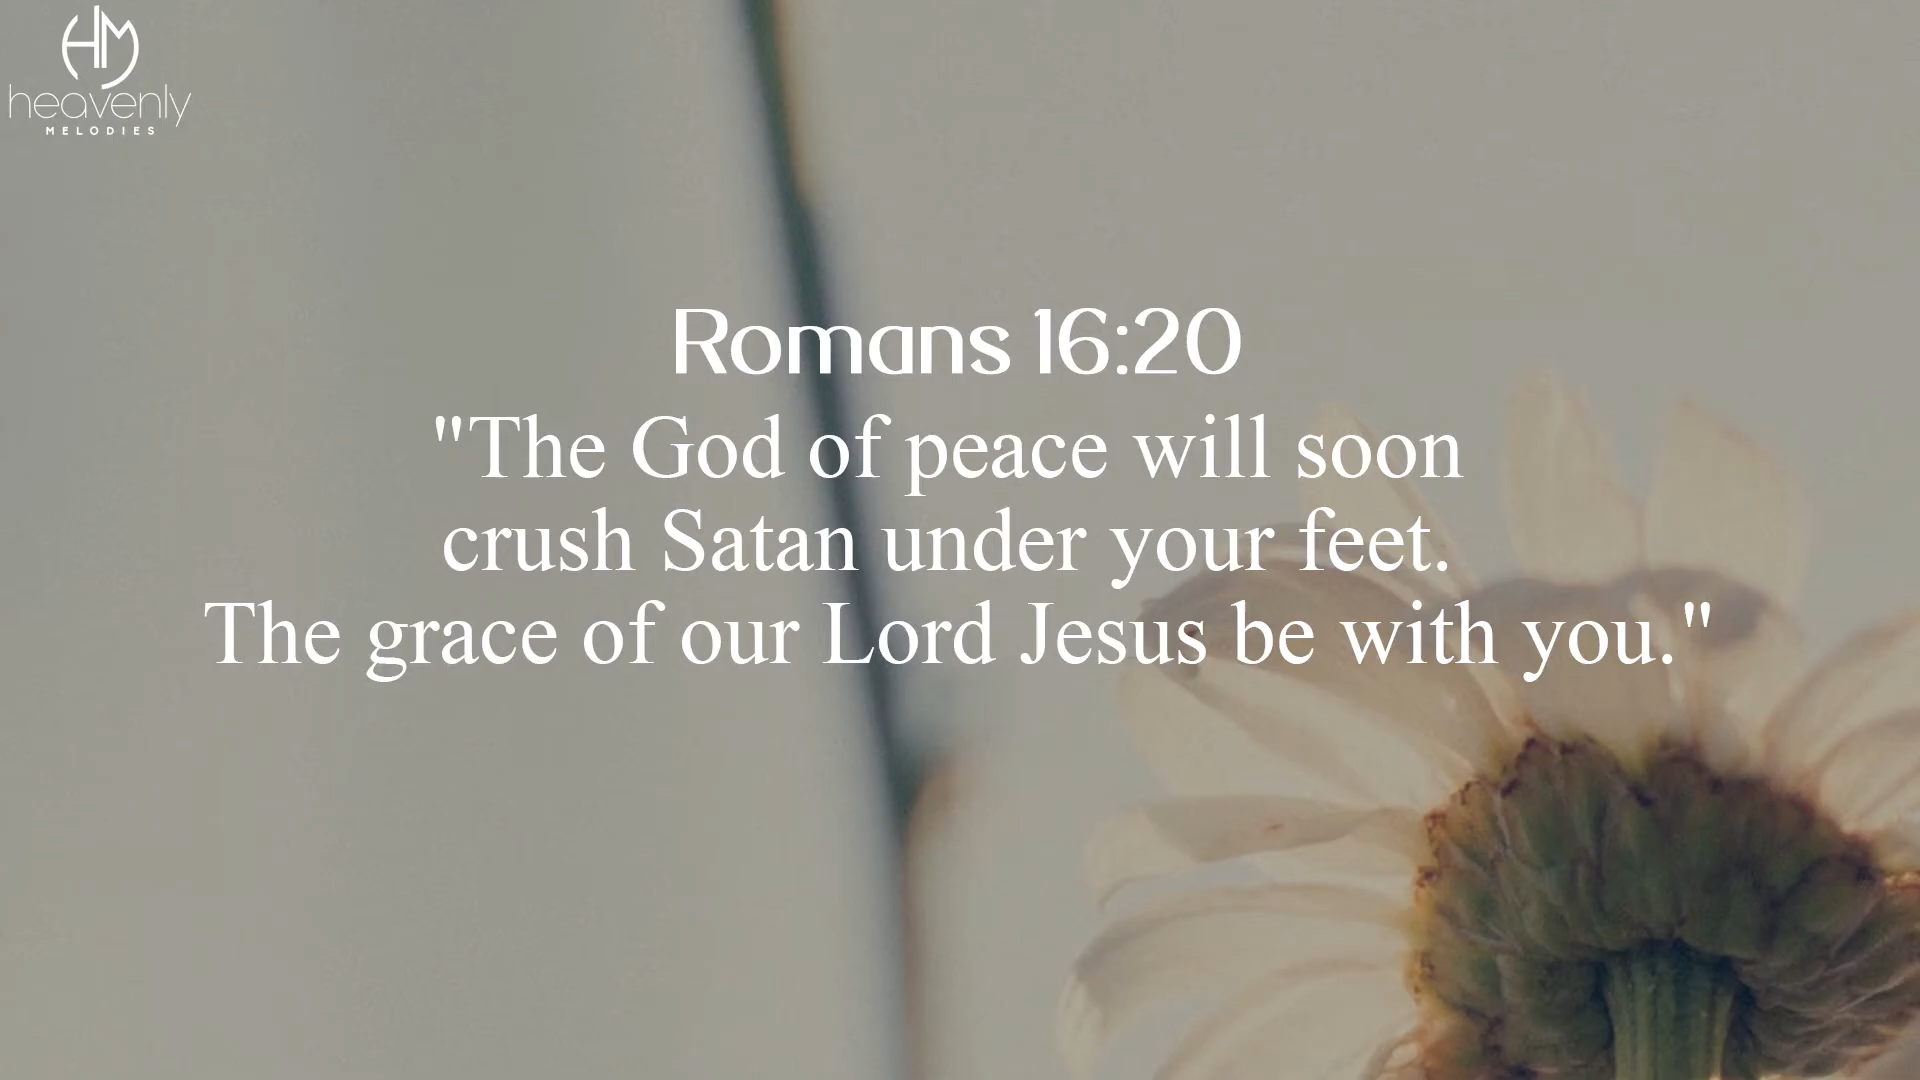 HM
heavenly
MELODIES
Romans 16:20
"The God of peace will soon
crush Satan under your feet.
The grace of our Lord Jesus be with you."